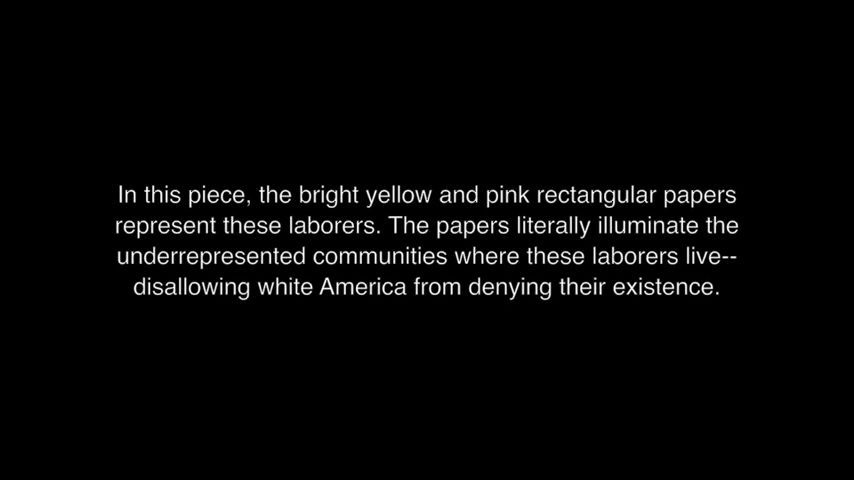 In this piece, the bright yellow and pink rectangular papers
represent these laborers. The papers literally illuminate the
underrepresented communities where these laborers live--
disallowing white America from denying their existence.